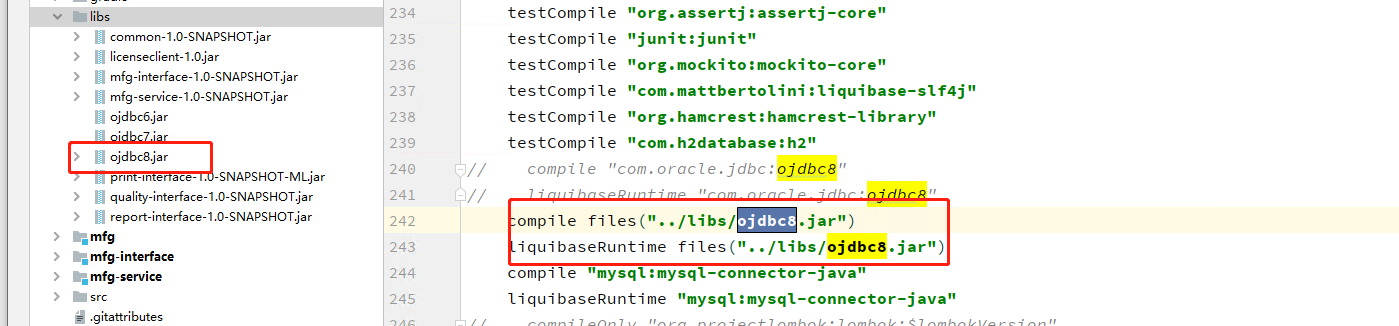 libs
common-1.0-SNAPSHOT.jar
licenseclient-1.0.jar
mfg-interface-1.0-SNAPSHOT.jar
mfg-service-1.0-SNAPSHOT.jar
ojdbc6.jar
ojdbc7.jar
ojdbc8.jar
print-interface-1.0-SNAPSHOT-ML.jar
quality-interface-1.0-SNAPSHOT.jar
report-interface-1.0-SNAPSHOT.jar
mfg
mfg-interface
mfg-service
src
.gitattributes
234 testCompile "org.assertj:assertj-core"
235 testCompile "junit:junit"
236 testCompile "org.mockito:mockito-core"
237 testCompile "com.mattbertolini:liquibase-slf4j"
238 testCompile "org.hamcrest:hamcrest-library"
239 testCompile "com.h2database:h2"
240 // compile "com.oracle.jdbc:ojdbc8"
241 // liquibaseRuntime "com.oracle.jdbc:ojdbc8"
242 compile files("../libs/ojdbc8.jar")
243 liquibaseRuntime files("../libs/ojdbc8.jar")
244 compile "mysql:mysql-connector-java"
245 liquibaseRuntime "mysql:mysql-connector-java"
246 // compileOnly "org.projectlombok:lombok:$lombokVersion"